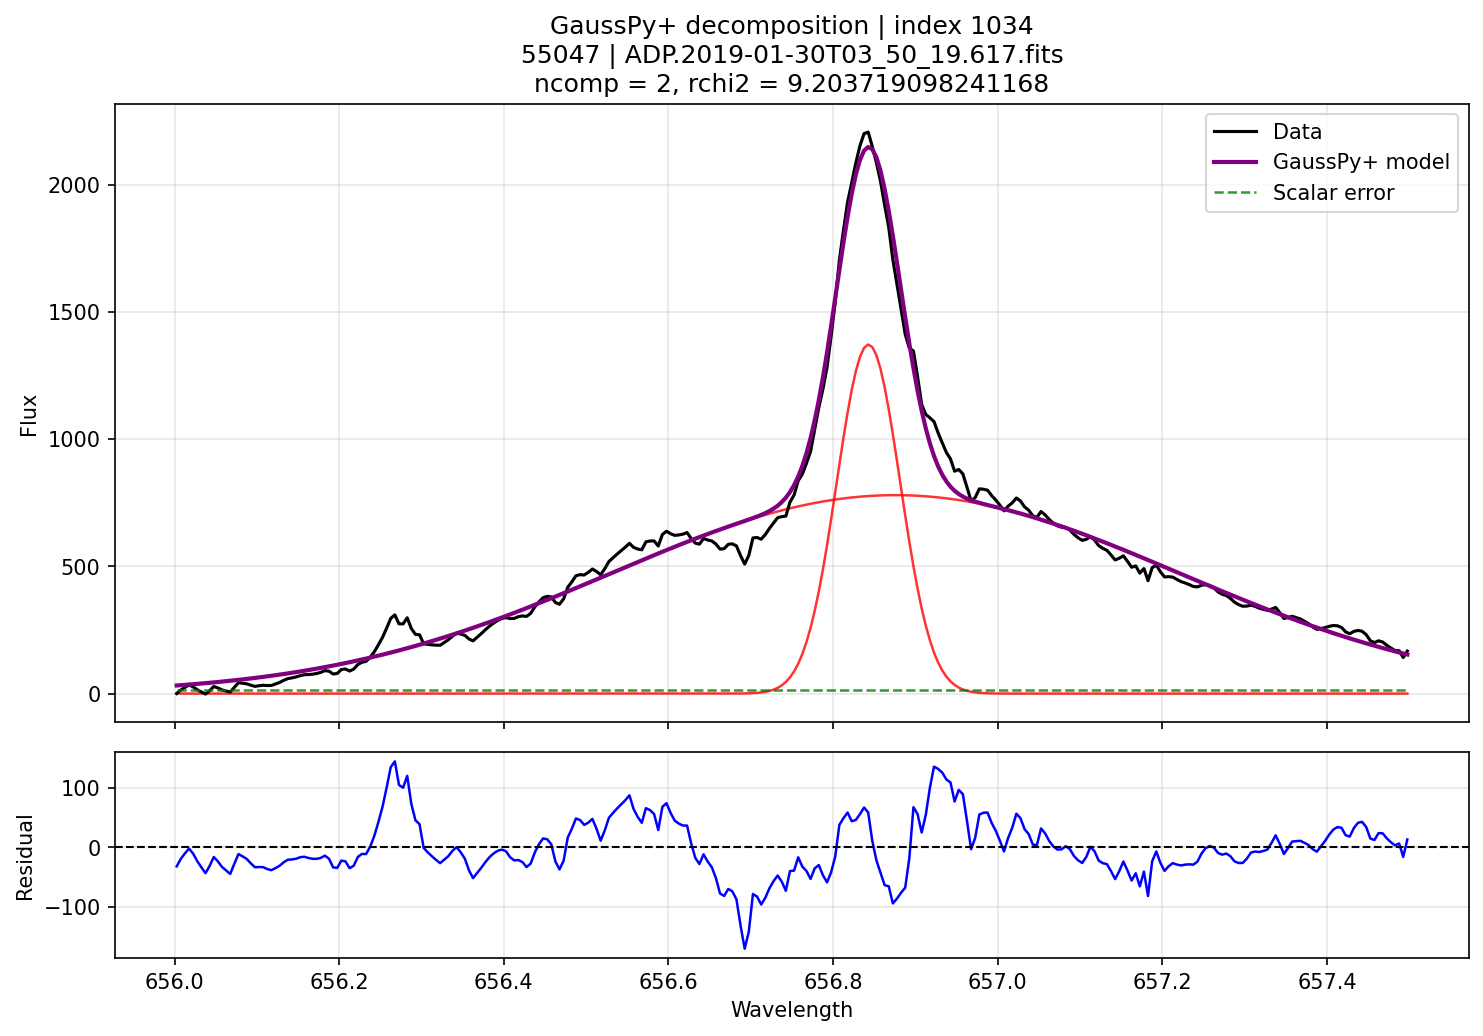 GaussPy+ decomposition | index 1034
55047 | ADP.2019-01-30T03_50_19.617.fits
ncomp = 2, rchi2 = 9.203719098241168
Data
GaussPy+ model
Scalar error
Flux
2000
1500
1000
500
0
Residual
100
0
−100
656.0 656.2 656.4 656.6 656.8 657.0 657.2 657.4
Wavelength